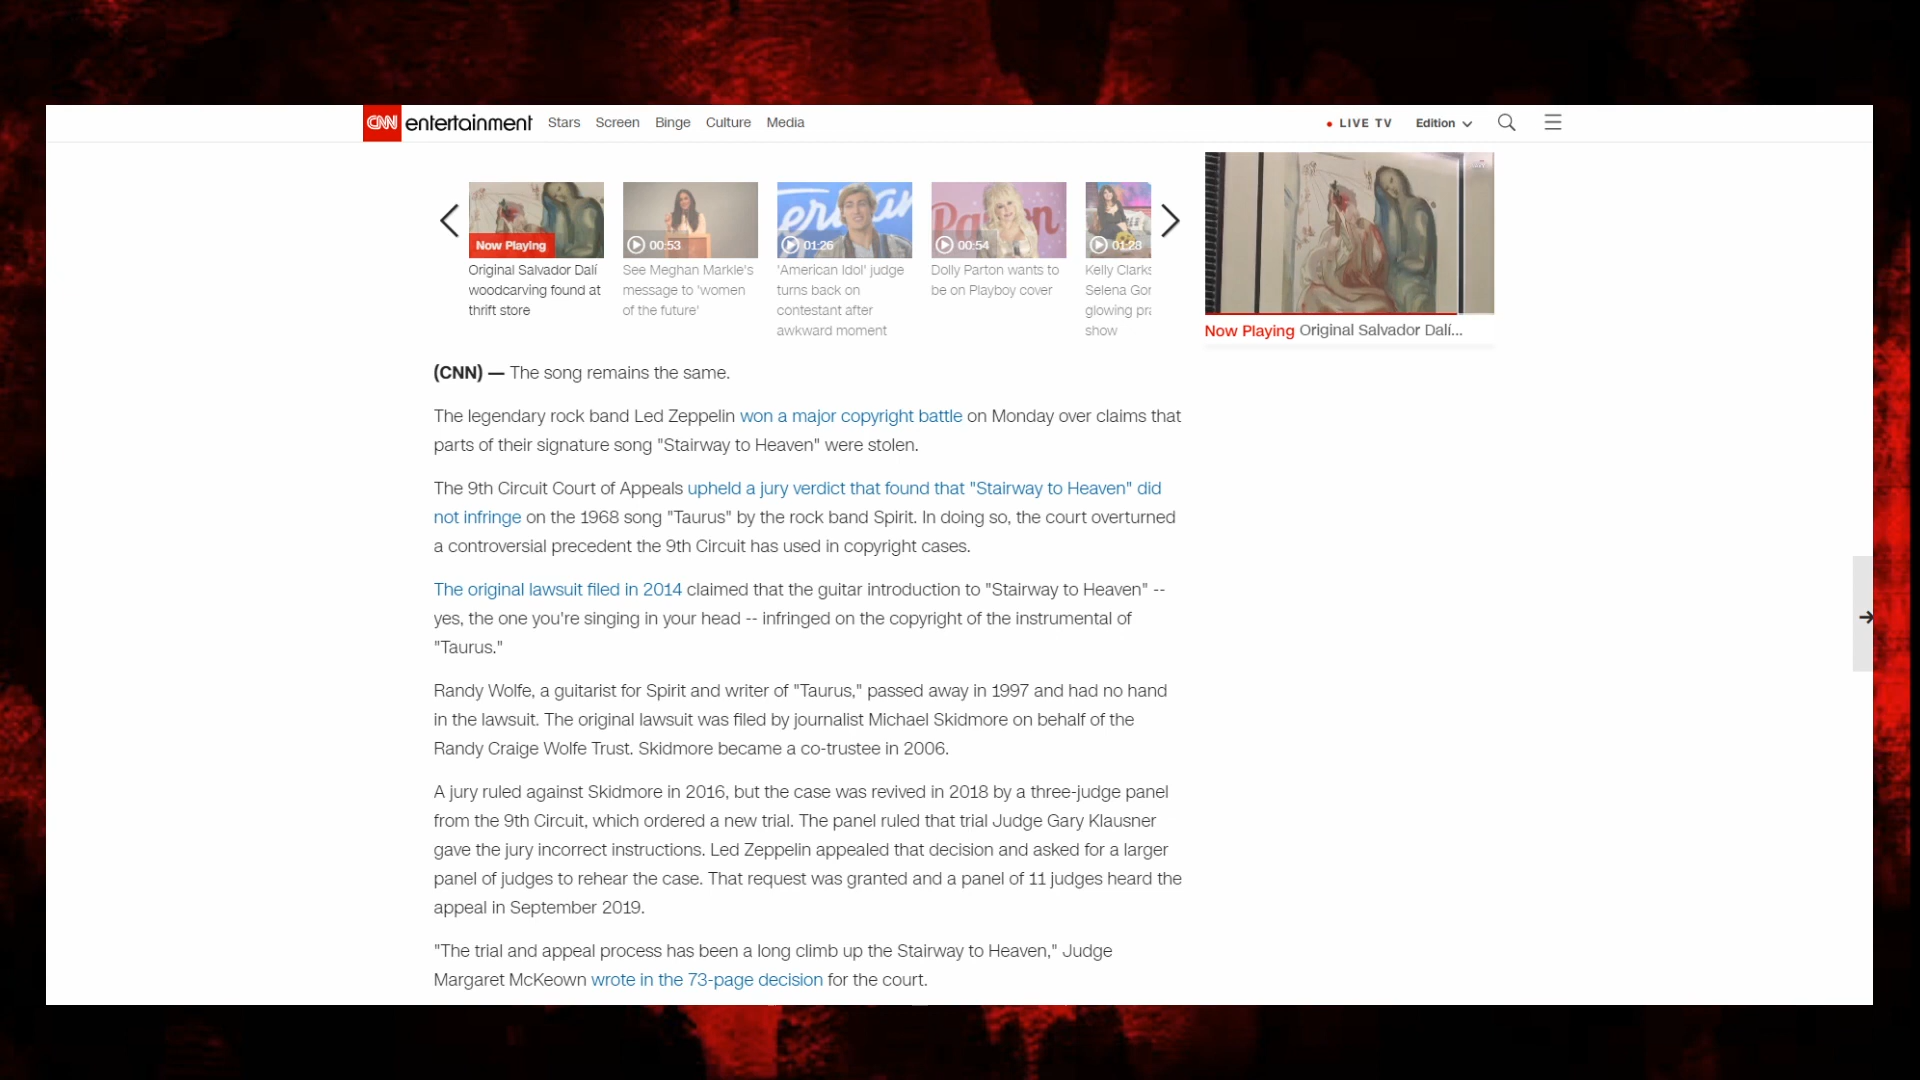 CNN entertainment Stars Screen Binge Culture Media LIVE TV Edition
Now Playing
00:53
01:26
00:54
01:28
Original Salvador Dalí
woodcarving found at
thrift store
See Meghan Markle's
message to 'women
of the future'
'American Idol' judge
turns back on
contestant after
awkward moment
Dolly Parton wants to
be on Playboy cover
Kelly Clarks
Selena Gor
glowing pra
show
Now Playing Original Salvador Dalí...
(CNN) — The song remains the same.
The legendary rock band Led Zeppelin won a major copyright battle on Monday over claims that
parts of their signature song "Stairway to Heaven" were stolen.
The 9th Circuit Court of Appeals upheld a jury verdict that found that "Stairway to Heaven" did
not infringe on the 1968 song "Taurus" by the rock band Spirit. In doing so, the court overturned
a controversial precedent the 9th Circuit has used in copyright cases.
The original lawsuit filed in 2014 claimed that the guitar introduction to "Stairway to Heaven" --
yes, the one you're singing in your head -- infringed on the copyright of the instrumental of
"Taurus."
Randy Wolfe, a guitarist for Spirit and writer of "Taurus," passed away in 1997 and had no hand
in the lawsuit. The original lawsuit was filed by journalist Michael Skidmore on behalf of the
Randy Craige Wolfe Trust. Skidmore became a co-trustee in 2006.
A jury ruled against Skidmore in 2016, but the case was revived in 2018 by a three-judge panel
from the 9th Circuit, which ordered a new trial. The panel ruled that trial Judge Gary Klausner
gave the jury incorrect instructions. Led Zeppelin appealed that decision and asked for a larger
panel of judges to rehear the case. That request was granted and a panel of 11 judges heard the
appeal in September 2019.
"The trial and appeal process has been a long climb up the Stairway to Heaven," Judge
Margaret McKeown wrote in the 73-page decision for the court.